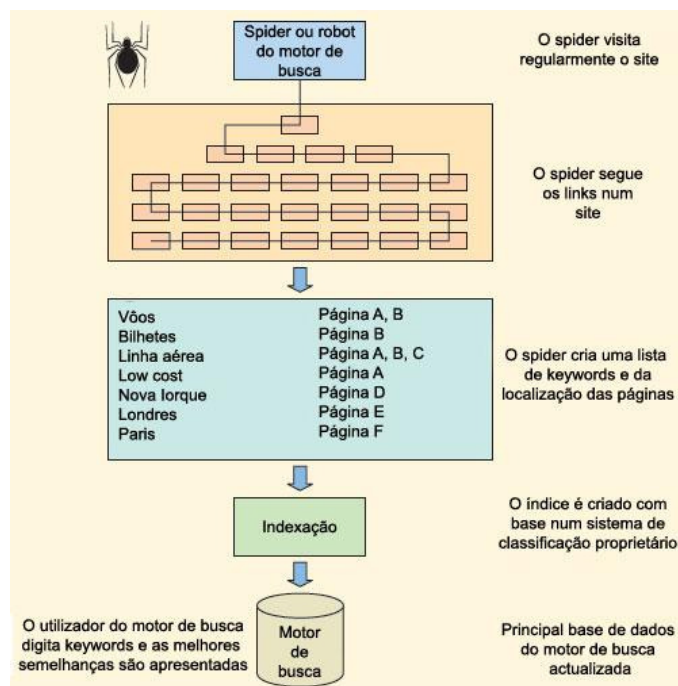 Spider ou robot
do motor de
busca
O spider visita
regularmente o site
O spider segue
os links num
site
Vôos
Página A, B
Bilhetes
Página B
Linha aérea
Página A, B, C
Low cost
Página A
Nova Iorque
Página D
Londres
Página E
Paris
Página F
O spider cria uma lista
de keywords e da
localização das páginas
Indexação
O índice é criado com
base num sistema de
classificação proprietário
O utilizador do motor de busca
digita keywords e as melhores
semelhanças são apresentadas
Motor
de
busca
Principal base de dados
do motor de busca
actualizada